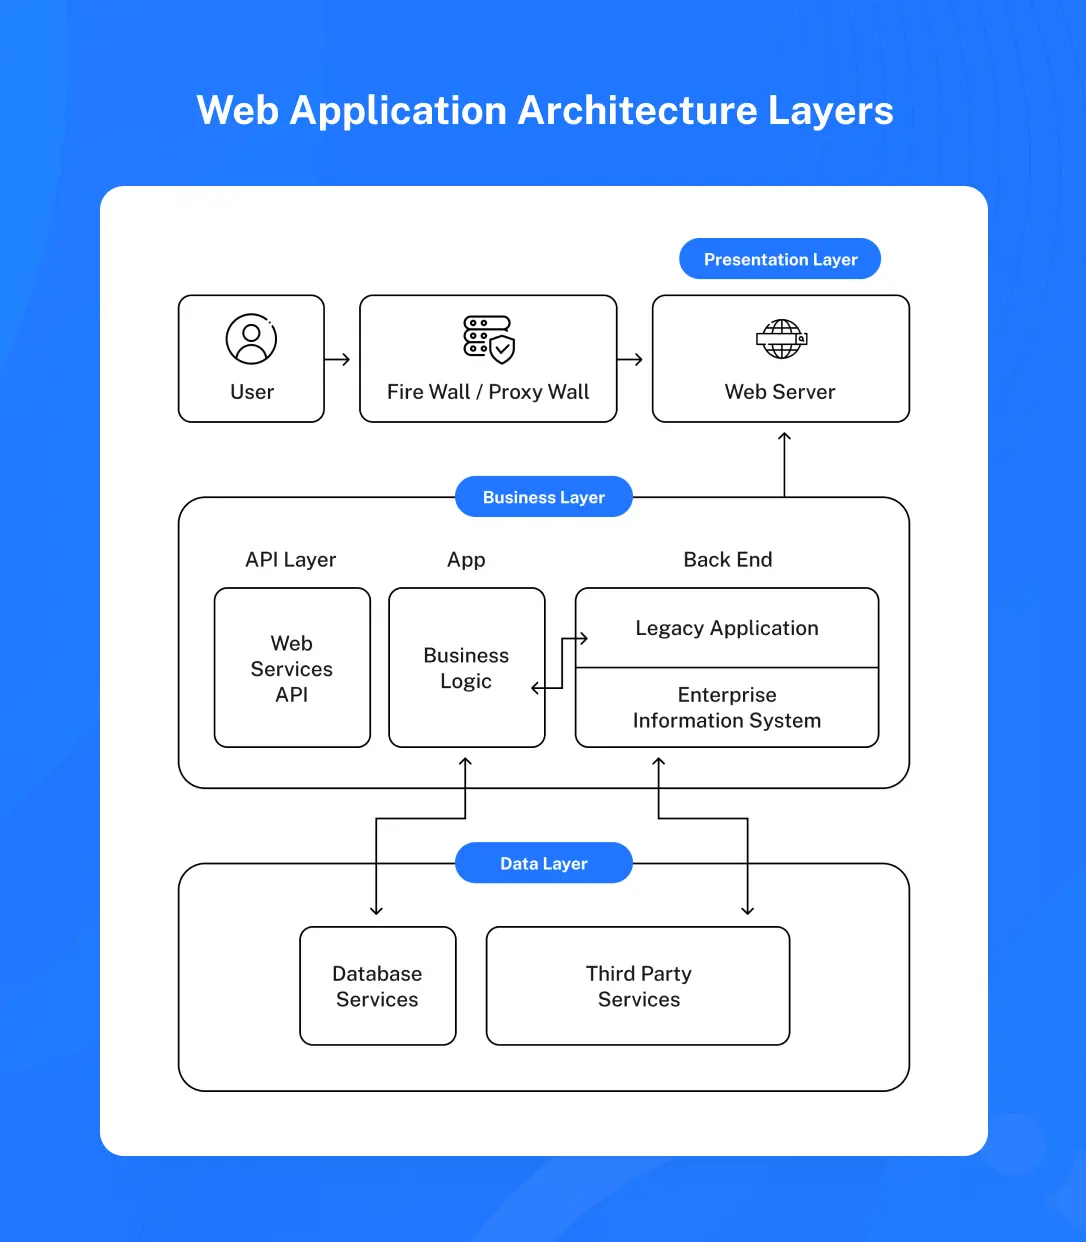 Web Application Architecture Layers
Presentation Layer
User
Fire Wall / Proxy Wall
Web Server
Business Layer
API Layer
App
Back End
Web
Services
API
Business
Logic
Legacy Application
Enterprise
Information System
Data Layer
Database
Services
Third Party
Services